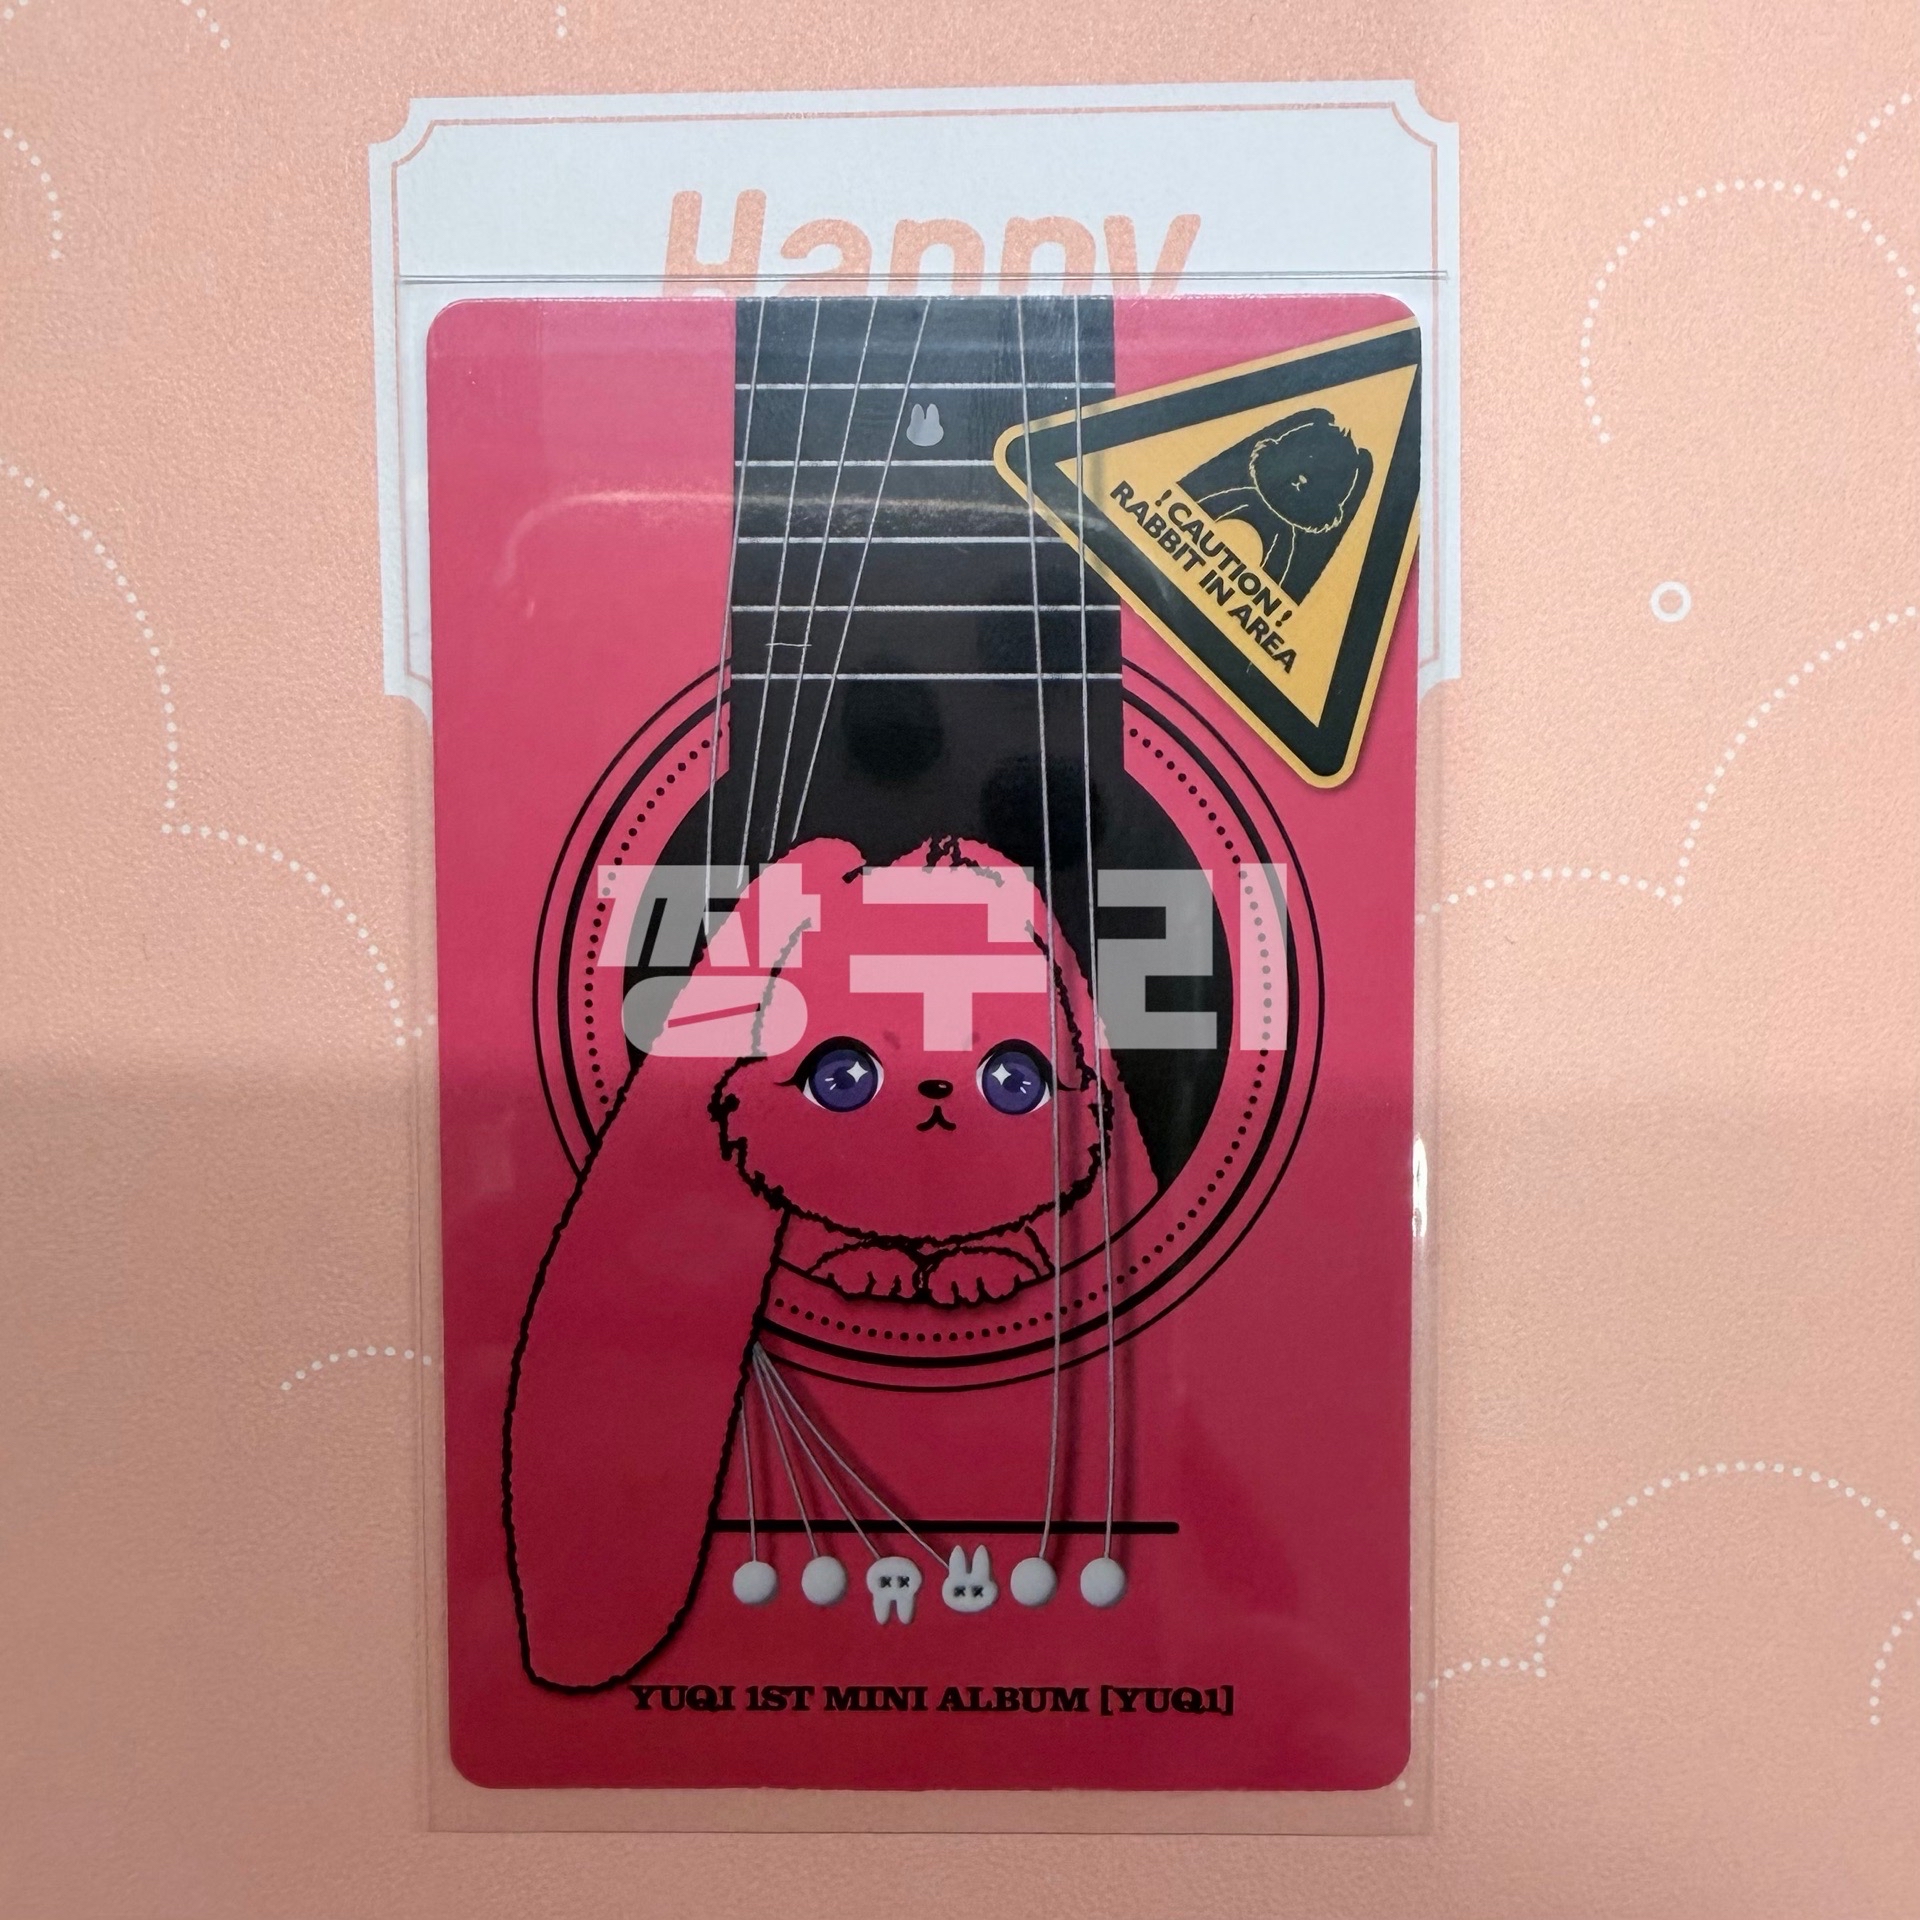 Happy
! CAUTION !
RABBIT IN AREA
짱구리
YUQI 1ST MINI ALBUM [YUQ1]